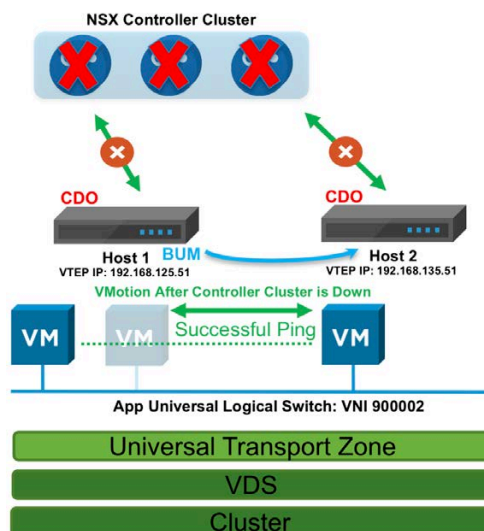 NSX Controller Cluster
CDO
CDO
Host 1
BUM
Host 2
VTEP IP: 192.168.125.51
VTEP IP: 192.168.135.51
VMotion After Controller Cluster is Down
Successful Ping
VM
VM
VM
App Universal Logical Switch: VNI 900002
Universal Transport Zone
VDS
Cluster